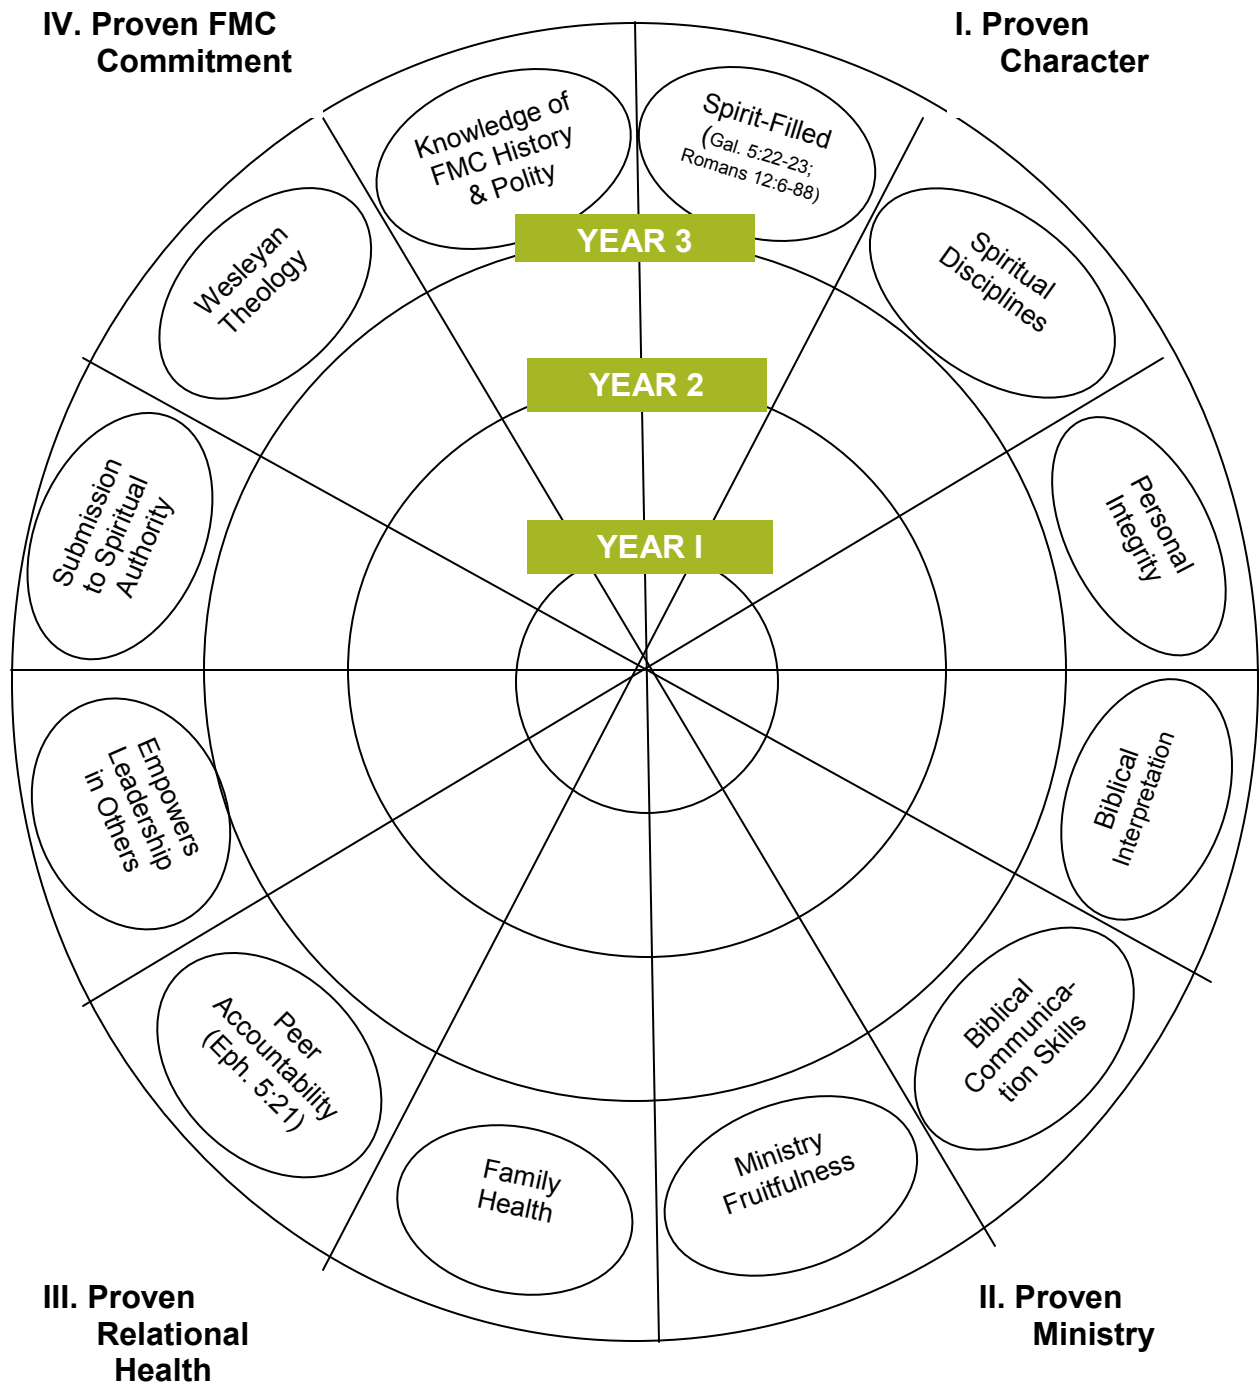 IV. Proven FMC
Commitment
I. Proven
Character
Knowledge of
FMC History
& Polity
Spirit-Filled
(Gal. 5:22-23;
Romans 12:6-88)
Wesleyan
Theology
YEAR 3
Spiritual
Disciplines
YEAR 2
Submission
to Spiritual
Authority
YEAR I
Personal
Integrity
Empowers
Leadership
in Others
Biblical
Interpretation
Peer
Accountability
(Eph. 5:21)
Biblical
Communica-
tion Skills
Family
Health
Ministry
Fruitfulness
III. Proven
Relational
Health
II. Proven
Ministry